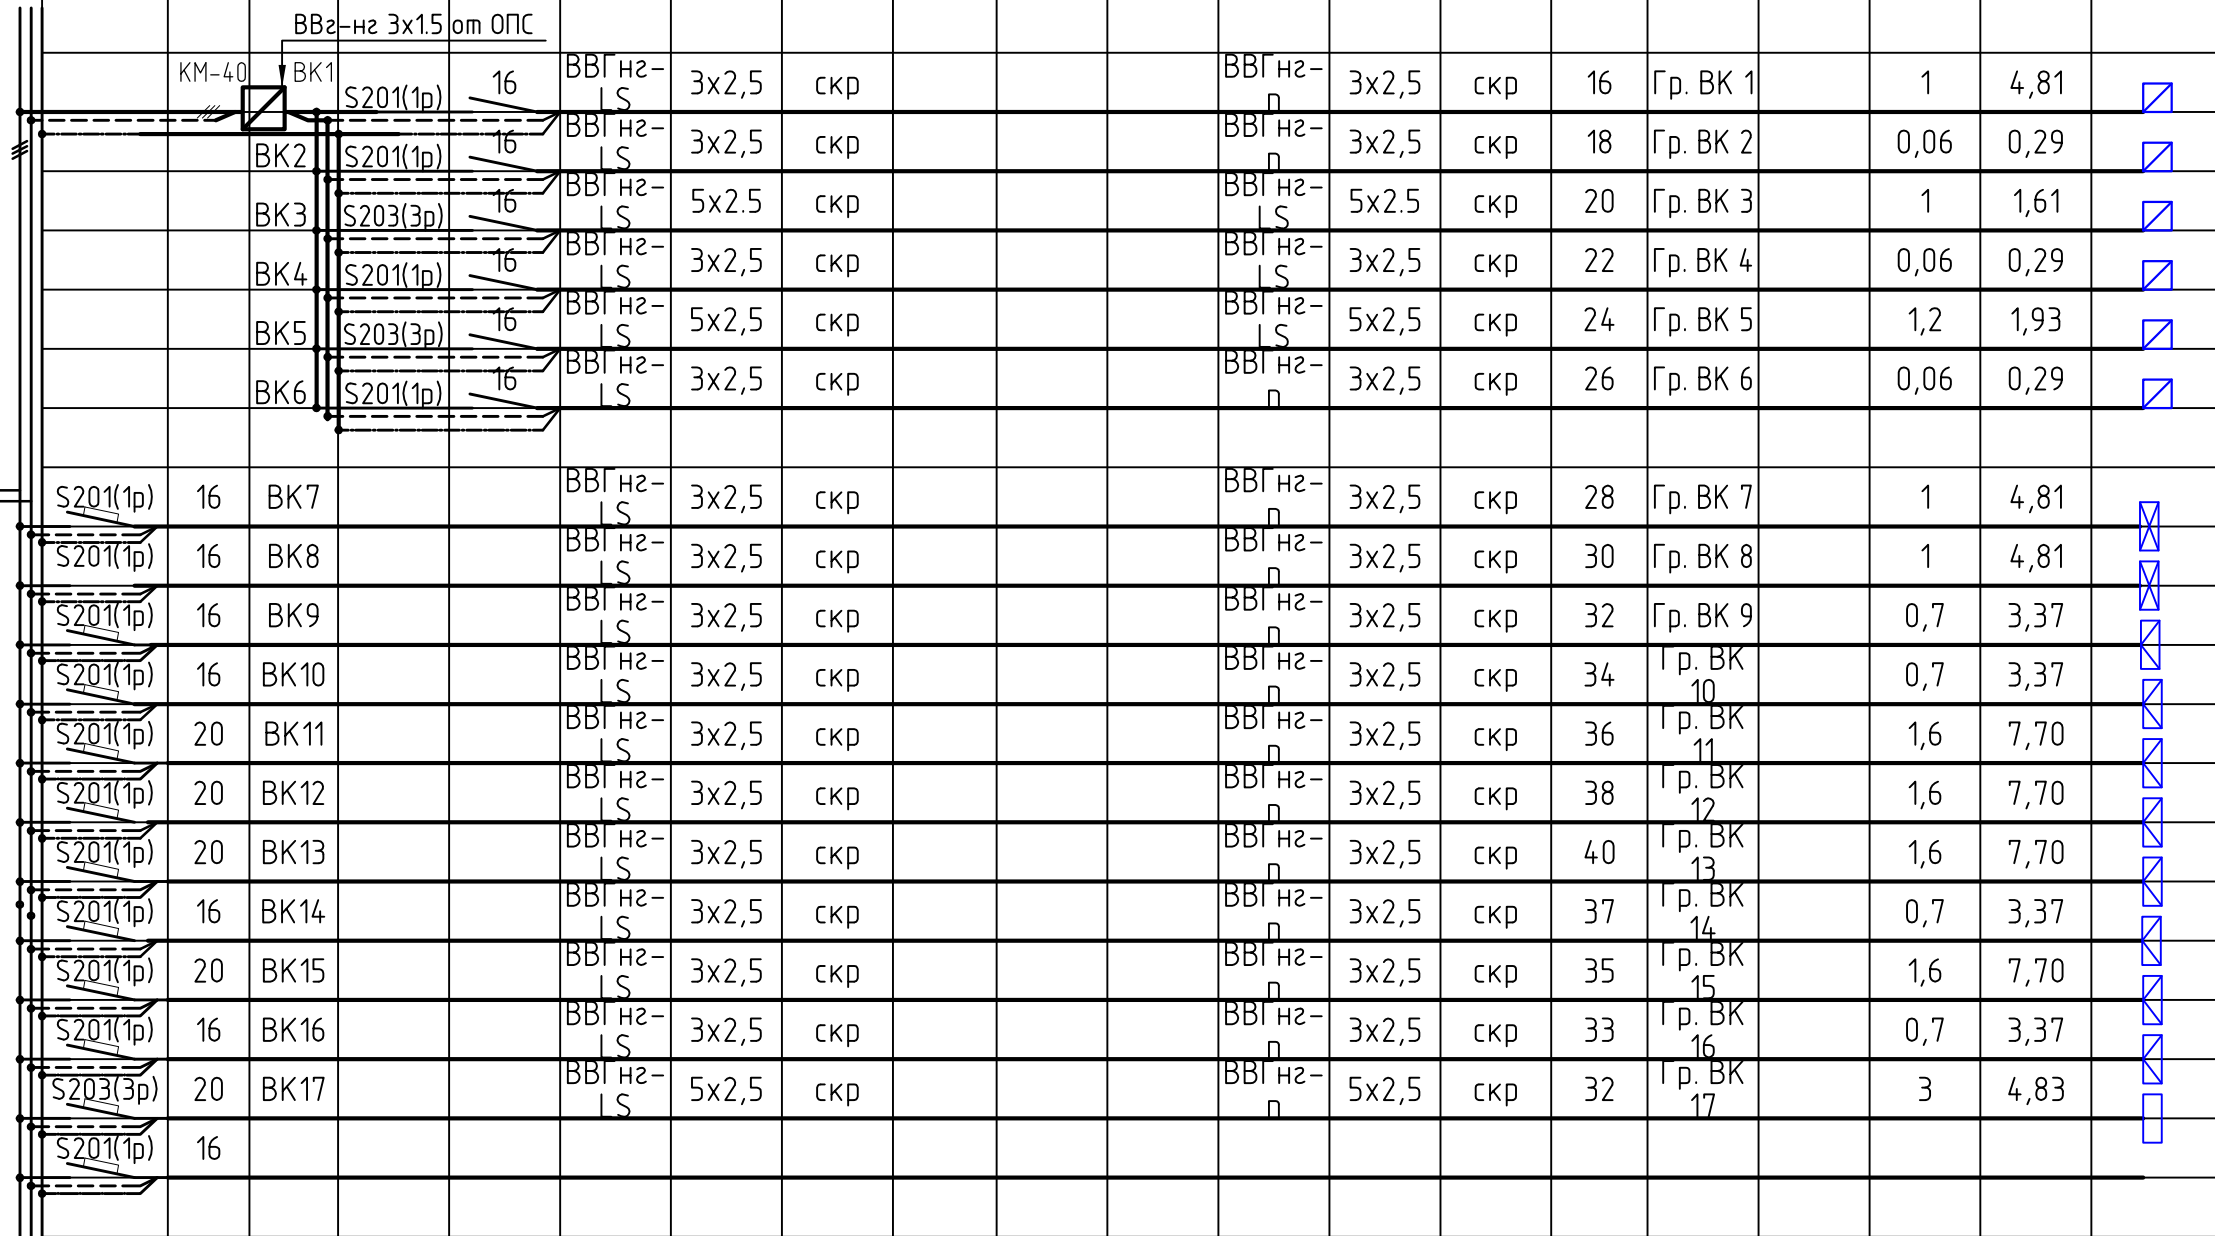 ВВг-нг 3х1.5 от ОПС
КМ-40 ВК1 S201(1р) 16 ВВГнг-LS 3х2,5 скр ВВГнг- 3х2,5 скр 16 Гр. ВК 1 1 4,81
ВК2 S201(1р) 16 ВВГнг-LS 3х2,5 скр ВВГнг- 3х2,5 скр 18 Гр. ВК 2 0,06 0,29
ВК3 S203(3р) 16 ВВГнг-LS 5х2.5 скр ВВГнг-LS 5х2.5 скр 20 Гр. ВК 3 1 1,61
ВК4 S201(1р) 16 ВВГнг-LS 3х2,5 скр ВВГнг-LS 3х2,5 скр 22 Гр. ВК 4 0,06 0,29
ВК5 S203(3р) 16 ВВГнг-LS 5х2,5 скр ВВГнг-LS 5х2,5 скр 24 Гр. ВК 5 1,2 1,93
ВК6 S201(1р) 16 ВВГнг-LS 3х2,5 скр ВВГнг- 3х2,5 скр 26 Гр. ВК 6 0,06 0,29
S201(1р) 16 ВК7 ВВГнг-LS 3х2,5 скр ВВГнг- 3х2,5 скр 28 Гр. ВК 7 1 4,81
S201(1р) 16 ВК8 ВВГнг-LS 3х2,5 скр ВВГнг- 3х2,5 скр 30 Гр. ВК 8 1 4,81
S201(1р) 16 ВК9 ВВГнг-LS 3х2,5 скр ВВГнг- 3х2,5 скр 32 Гр. ВК 9 0,7 3,37
S201(1р) 16 ВК10 ВВГнг-LS 3х2,5 скр ВВГнг- 3х2,5 скр 34 Гр. ВК 10 0,7 3,37
S201(1р) 20 ВК11 ВВГнг-LS 3х2,5 скр ВВГнг- 3х2,5 скр 36 Гр. ВК 11 1,6 7,70
S201(1р) 20 ВК12 ВВГнг-LS 3х2,5 скр ВВГнг- 3х2,5 скр 38 Гр. ВК 12 1,6 7,70
S201(1р) 20 ВК13 ВВГнг-LS 3х2,5 скр ВВГнг- 3х2,5 скр 40 Гр. ВК 13 1,6 7,70
S201(1р) 16 ВК14 ВВГнг-LS 3х2,5 скр ВВГнг- 3х2,5 скр 37 Гр. ВК 14 0,7 3,37
S201(1р) 20 ВК15 ВВГнг-LS 3х2,5 скр ВВГнг- 3х2,5 скр 35 Гр. ВК 15 1,6 7,70
S201(1р) 16 ВК16 ВВГнг-LS 3х2,5 скр ВВГнг- 3х2,5 скр 33 Гр. ВК 16 0,7 3,37
S203(3р) 20 ВК17 ВВГнг-LS 5х2,5 скр ВВГнг- 5х2,5 скр 32 Гр. ВК 17 3 4,83
S201(1р) 16